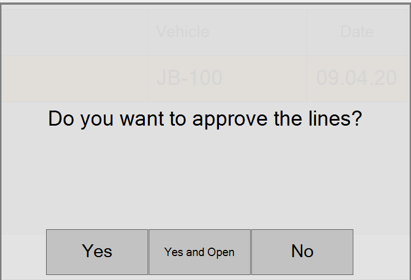 Vehicle Date
JB-100 09.04.20
Do you want to approve the lines?
Yes Yes and Open No